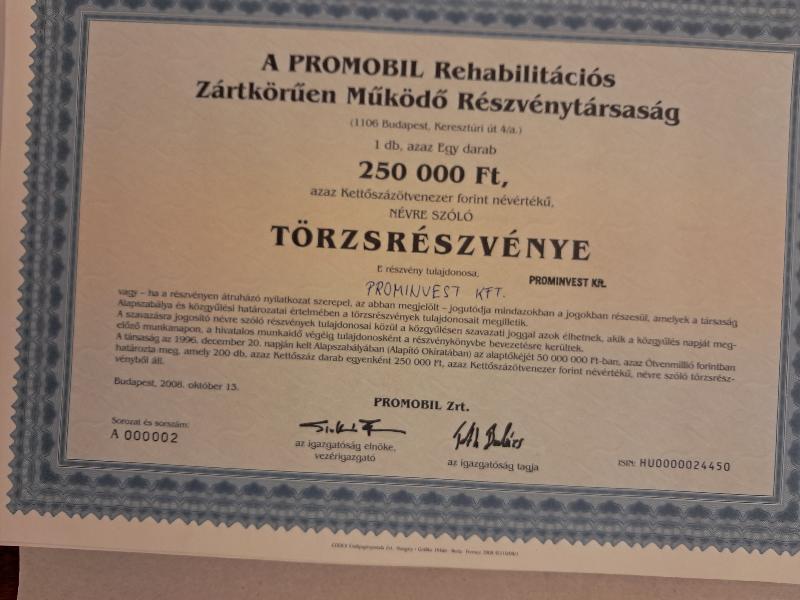 A PROMOBIL Rehabilitációs
Zártkörűen Működő Részvénytársaság
(1106 Budapest, Keresztúri út 4/a.)
1 db, azaz Egy darab
250 000 Ft,
azaz Kettőszázötvenezer forint névértékű,
NÉVRE SZÓLÓ
TÖRZSRÉSZVÉNYE
E részvény tulajdonosa,
PROMINVEST Kft.
PROMINVEST KFT.
vagy – ha a részvényen átruházó nyilatkozat szerepel, az abban megjelölt – jogutódja mindazokban a jogokban részesül, amelyek a társaság
Alapszabálya és közgyűlési határozatai értelmében a törzsrészvények tulajdonosait megilletik.
A szavazásra jogosító névre szóló részvények tulajdonosai közül a közgyűlésen szavazati joggal azok élhetnek, akik a közgyűlés napját meg-
előző munkanapon, a hivatalos munkaidő végéig tulajdonosként a részvénykönyvbe bevezetésre kerültek.
A társaság az 1996. december 20. napján kelt Alapszabályában (Alapító Okiratában) az alaptőkéjét 50 000 000 Ft-ban, azaz Ötvenmillió forintban
határozta meg, amely 200 db, azaz Kettőszáz darab egyenként 250 000 Ft, azaz Kettőszázötvenezer forint névértékű, névre szóló törzsrész-
vényből áll.
Budapest, 2008. október 13.
PROMOBIL Zrt.
Sorozat és sorszám:
A 000002
az igazgatóság elnöke,
vezérigazgató
az igazgatóság tagja
ISIN: HU0000024450